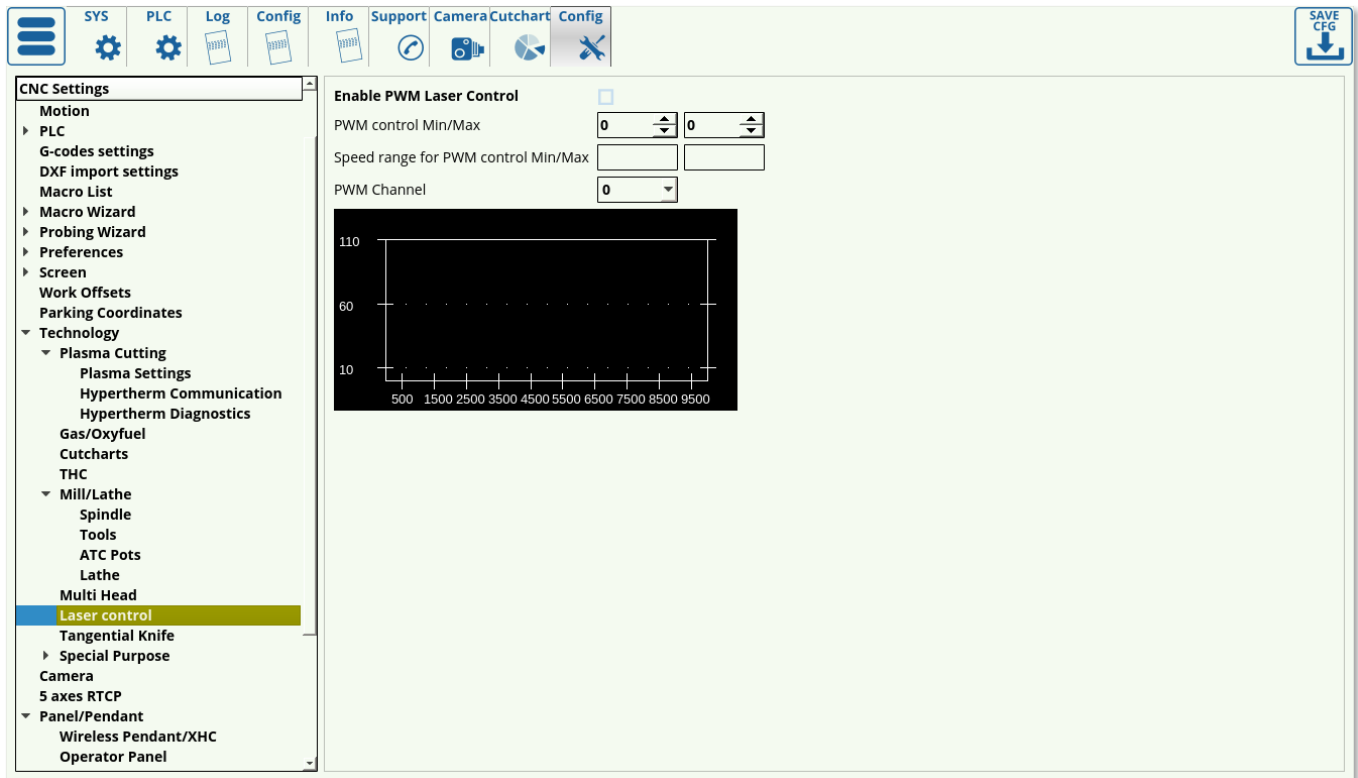 SYS PLC Log Config Info Support Camera Cutchart Config SAVE CFG
CNC Settings
Motion
PLC
G-codes settings
DXF import settings
Macro List
Macro Wizard
Probing Wizard
Preferences
Screen
Work Offsets
Parking Coordinates
Technology
Plasma Cutting
Plasma Settings
Hypertherm Communication
Hypertherm Diagnostics
Gas/Oxyfuel
Cutcharts
THC
Mill/Lathe
Spindle
Tools
ATC Pots
Lathe
Multi Head
Laser control
Tangential Knife
Special Purpose
Camera
5 axes RTCP
Panel/Pendant
Wireless Pendant/XHC
Operator Panel
Enable PWM Laser Control
PWM control Min/Max 0 0
Speed range for PWM control Min/Max
PWM Channel 0
110
60
10
500 1500 2500 3500 4500 5500 6500 7500 8500 9500